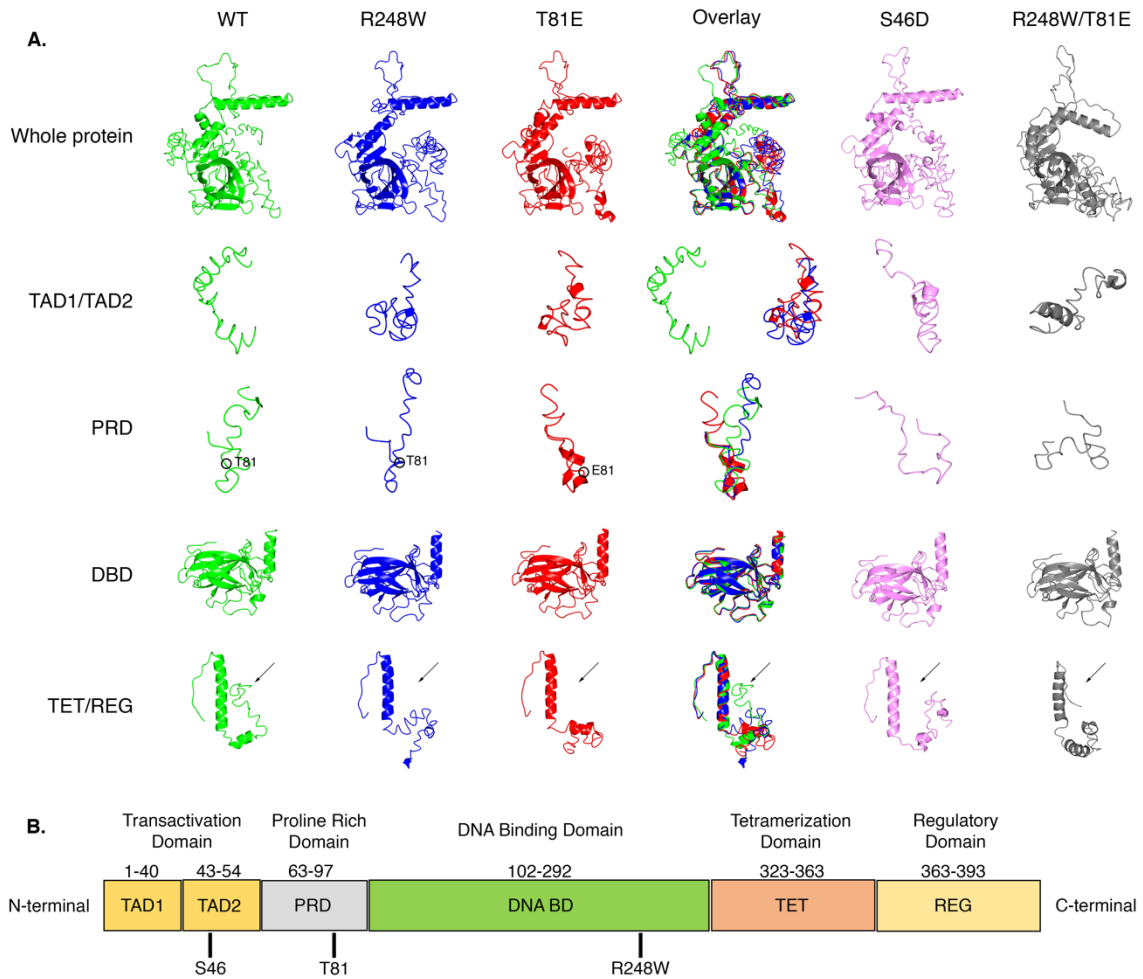 WT R248W T81E Overlay S46D R248W/T81E
A.
Whole protein
TAD1/TAD2
PRD
T81 T81 E81
DBD
TET/REG
B.
Transactivation Domain
Proline Rich Domain
DNA Binding Domain
Tetramerization Domain
Regulatory Domain
1-40 43-54 63-97 102-292 323-363 363-393
N-terminal TAD1 TAD2 PRD DNA BD TET REG C-terminal
S46 T81 R248W